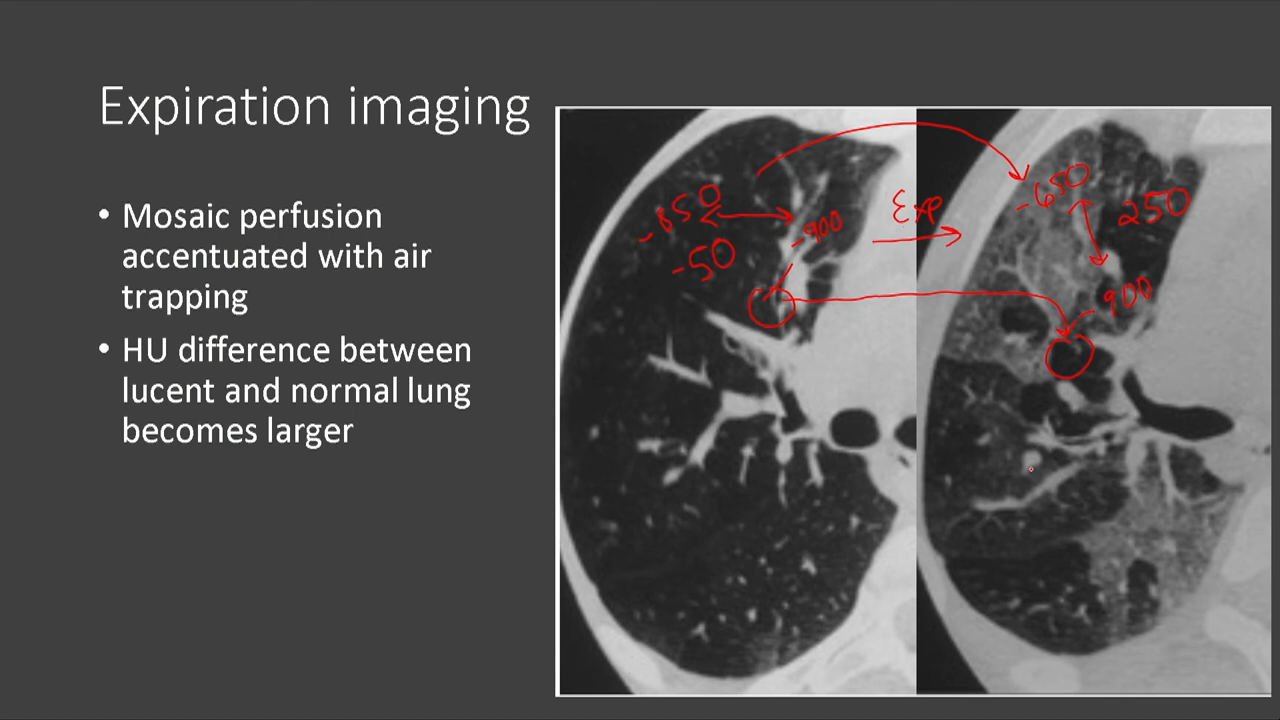 Expiration imaging
• Mosaic perfusion
accentuated with air
trapping
• HU difference between
lucent and normal lung
becomes larger
-850
-900
-50
Exp
-650
250
-900